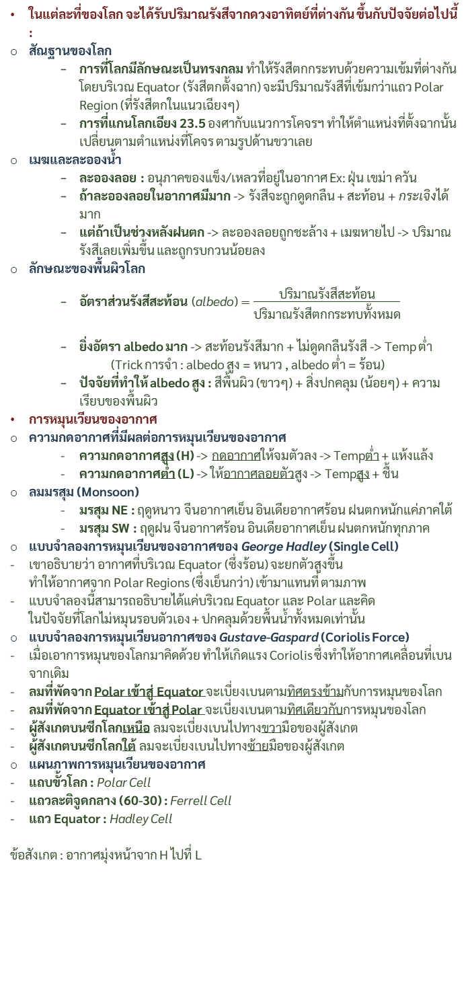 • ในแต่ละที่ของโลก จะได้รับปริมาณรังสีจากดวงอาทิตย์ที่ต่างกัน ขึ้นกับปัจจัยต่อไปนี้
:
o สัณฐานของโลก
- การที่โลกมีลักษณะเป็นทรงกลม ทำให้รังสีตกกระทบด้วยความเข้มที่ต่างกัน
โดยบริเวณ Equator (รังสีตกตั้งฉาก) จะมีปริมาณรังสีที่เข้มกว่าแถว Polar
Region (ที่รังสีตกในแนวเฉียงๆ)
- การที่แกนโลกเอียง 23.5 องศากับแนวการโคจรฯ ทำให้ตำแหน่งที่ตั้งฉากนั้น
เปลี่ยนตามตำแหน่งที่โคจร ตามรูปด้านขวาเลย
o เมฆและละอองน้ำ
- ละอองลอย : อนุภาคของแข็ง/เหลวที่อยู่ในอากาศ Ex: ฝุ่น เขม่า ควัน
- ถ้าละอองลอยในอากาศมีมาก -> รังสีจะถูกดูดกลืน + สะท้อน + กระเจิงได้
มาก
- แต่ถ้าเป็นช่วงหลังฝนตก -> ละอองลอยถูกชะล้าง + เมฆหายไป -> ปริมาณ
รังสีเลยเพิ่มขึ้น และถูกรบกวนน้อยลง
o ลักษณะของพื้นผิวโลก
- อัตราส่วนรังสีสะท้อน (albedo) = ปริมาณรังสีสะท้อน
ปริมาณรังสีตกกระทบทั้งหมด
- ยิ่งอัตรา albedo มาก -> สะท้อนรังสีมาก + ไม่ดูดกลืนรังสี -> Temp ต่ำ
(Trick การจำ : albedo สูง = หนาว , albedo ต่ำ = ร้อน)
- ปัจจัยที่ทำให้ albedo สูง : สีพื้นผิว (ขาวๆ) + สิ่งปกคลุม (น้อยๆ) + ความ
เรียบของพื้นผิว
• การหมุนเวียนของอากาศ
o ความกดอากาศที่มีผลต่อการหมุนเวียนของอากาศ
- ความกดอากาศสูง (H) -> กดอากาศให้จมตัวลง -> Tempต่ำ + แห้งแล้ง
- ความกดอากาศต่ำ (L) -> ให้อากาศลอยตัวสูง -> Tempสูง + ชื้น
o ลมมรสุม (Monsoon)
- มรสุม NE : ฤดูหนาว จีนอากาศเย็น อินเดียอากาศร้อน ฝนตกหนักแค่ภาคใต้
- มรสุม SW : ฤดูฝน จีนอากาศร้อน อินเดียอากาศเย็น ฝนตกหนักทุกภาค
o แบบจำลองการหมุนเวียนของอากาศของ George Hadley (Single Cell)
- เขาอธิบายว่า อากาศที่บริเวณ Equator (ซึ่งร้อน) จะยกตัวสูงขึ้น
ทำให้อากาศจาก Polar Regions (ซึ่งเย็นกว่า) เข้ามาแทนที่ ตามภาพ
- แบบจำลองนี้สามารถอธิบายได้แค่บริเวณ Equator และ Polar และคิด
ในปัจจัยที่โลกไม่หมุนรอบตัวเอง + ปกคลุมด้วยพื้นน้ำทั้งหมดเท่านั้น
o แบบจำลองการหมุนเวียนอากาศของ Gustave-Gaspard (Coriolis Force)
- เมื่อเอาการหมุนของโลกมาคิดด้วย ทำให้เกิดแรง Coriolis ซึ่งทำให้อากาศเคลื่อนที่เบน
จากเดิม
- ลมที่พัดจาก Polar เข้าสู่ Equator จะเบี่ยงเบนตามทิศตรงข้ามกับการหมุนของโลก
- ลมที่พัดจาก Equator เข้าสู่ Polar จะเบี่ยงเบนตามทิศเดียวกับการหมุนของโลก
- ผู้สังเกตบนซีกโลกเหนือ ลมจะเบี่ยงเบนไปทางขวามือของผู้สังเกต
- ผู้สังเกตบนซีกโลกใต้ ลมจะเบี่ยงเบนไปทางซ้ายมือของผู้สังเกต
o แผนภาพการหมุนเวียนของอากาศ
- แถบขั้วโลก : Polar Cell
- แถวละติจูดกลาง (60-30) : Ferrell Cell
- แถว Equator : Hadley Cell
ข้อสังเกต : อากาศมุ่งหน้าจาก H ไปที่ L